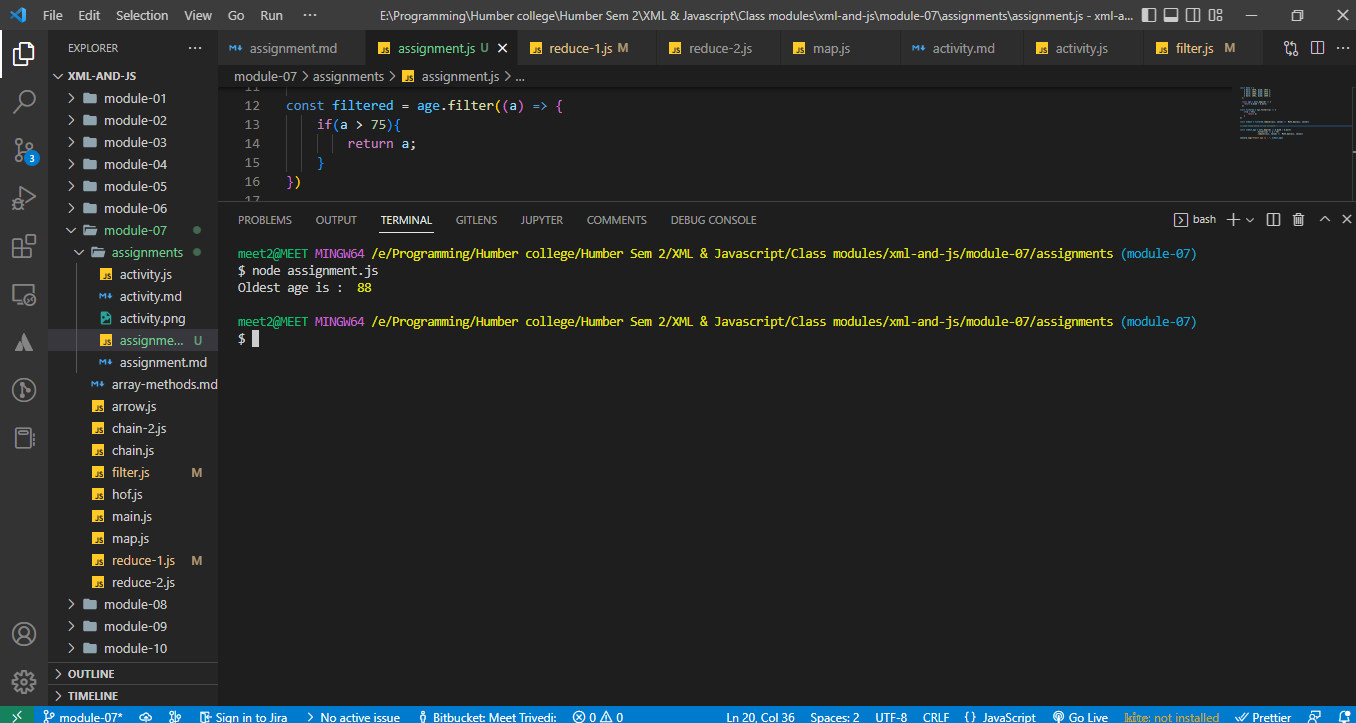 File Edit Selection View Go Run ··· E:\Programming\Humber college\Humber Sem 2\XML & Javascript\Class modules\xml-and-js\module-07\assignments\assignment.js - xml-a...
EXPLORER ···
assignment.md assignment.js U reduce-1.js M reduce-2.js map.js activity.md activity.js filter.js M ···
module-07 > assignments > JS assignment.js > ...
XML-AND-JS
module-01
module-02
module-03
3
module-04
module-05
module-06
module-07
assignments
activity.js
activity.md
activity.png
assignme... U
assignment.md
array-methods.md
arrow.js
chain-2.js
chain.js
filter.js M
hof.js
main.js
map.js
reduce-1.js M
reduce-2.js
module-08
module-09
module-10
OUTLINE
TIMELINE
11
12 const filtered = age.filter((a) => {
13 if(a > 75){
14 return a;
15 }
16 })
17
PROBLEMS OUTPUT TERMINAL GITLENS JUPYTER COMMENTS DEBUG CONSOLE bash
meet2@MEET MINGW64 /e/Programming/Humber college/Humber Sem 2/XML & Javascript/Class modules/xml-and-js/module-07/assignments (module-07)
$ node assignment.js
Oldest age is :  88
meet2@MEET MINGW64 /e/Programming/Humber college/Humber Sem 2/XML & Javascript/Class modules/xml-and-js/module-07/assignments (module-07)
$
module-07* Sign in to Jira No active issue Bitbucket: Meet Trivedi: 0 0 Ln 20, Col 36 Spaces: 2 UTF-8 CRLF {} JavaScript Go Live kite: not installed Prettier